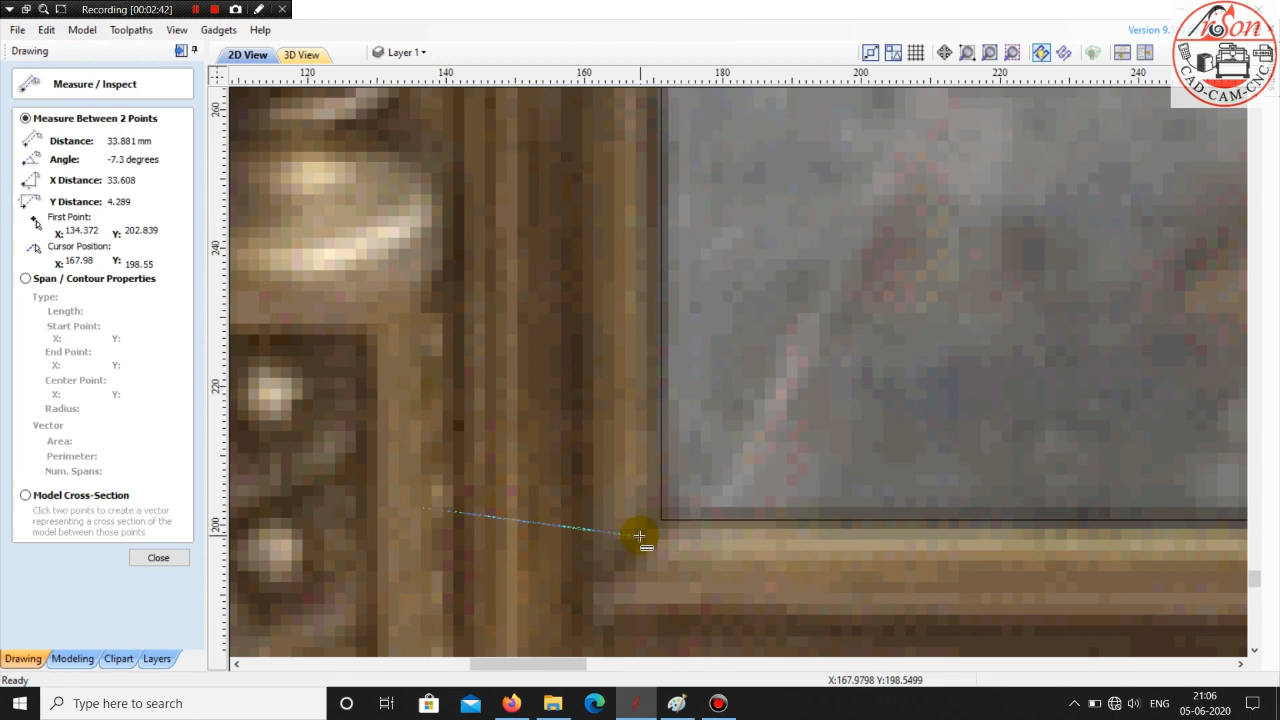 Recording [00:02:42]
File Edit Model Toolpaths View Gadgets Help
Version 9.
Drawing
2D View 3D View Layer 1
Measure / Inspect
120 140 160 180 200 220 240
Measure Between 2 Points
Distance: 33.881 mm
Angle: -7.3 degrees
X Distance: 33.608
Y Distance: 4.289
First Point:
X: 134.372 Y: 202.839
Cursor Position:
X: 167.98 Y: 198.55
Span / Contour Properties
Type:
Length:
Start Point:
X: Y:
End Point:
X: Y:
Center Point:
X: Y:
Radius:
Vector
Area:
Perimeter:
Num. Spans:
Model Cross-Section
Click two points to create a vector
representing a cross section of the
model between those points
Close
260
240
220
200
CAD-CAM-CNC
Drawing Modeling Clipart Layers
Ready
X:167.9798 Y:198.5499
Type here to search
ENG
21:06
05-06-2020